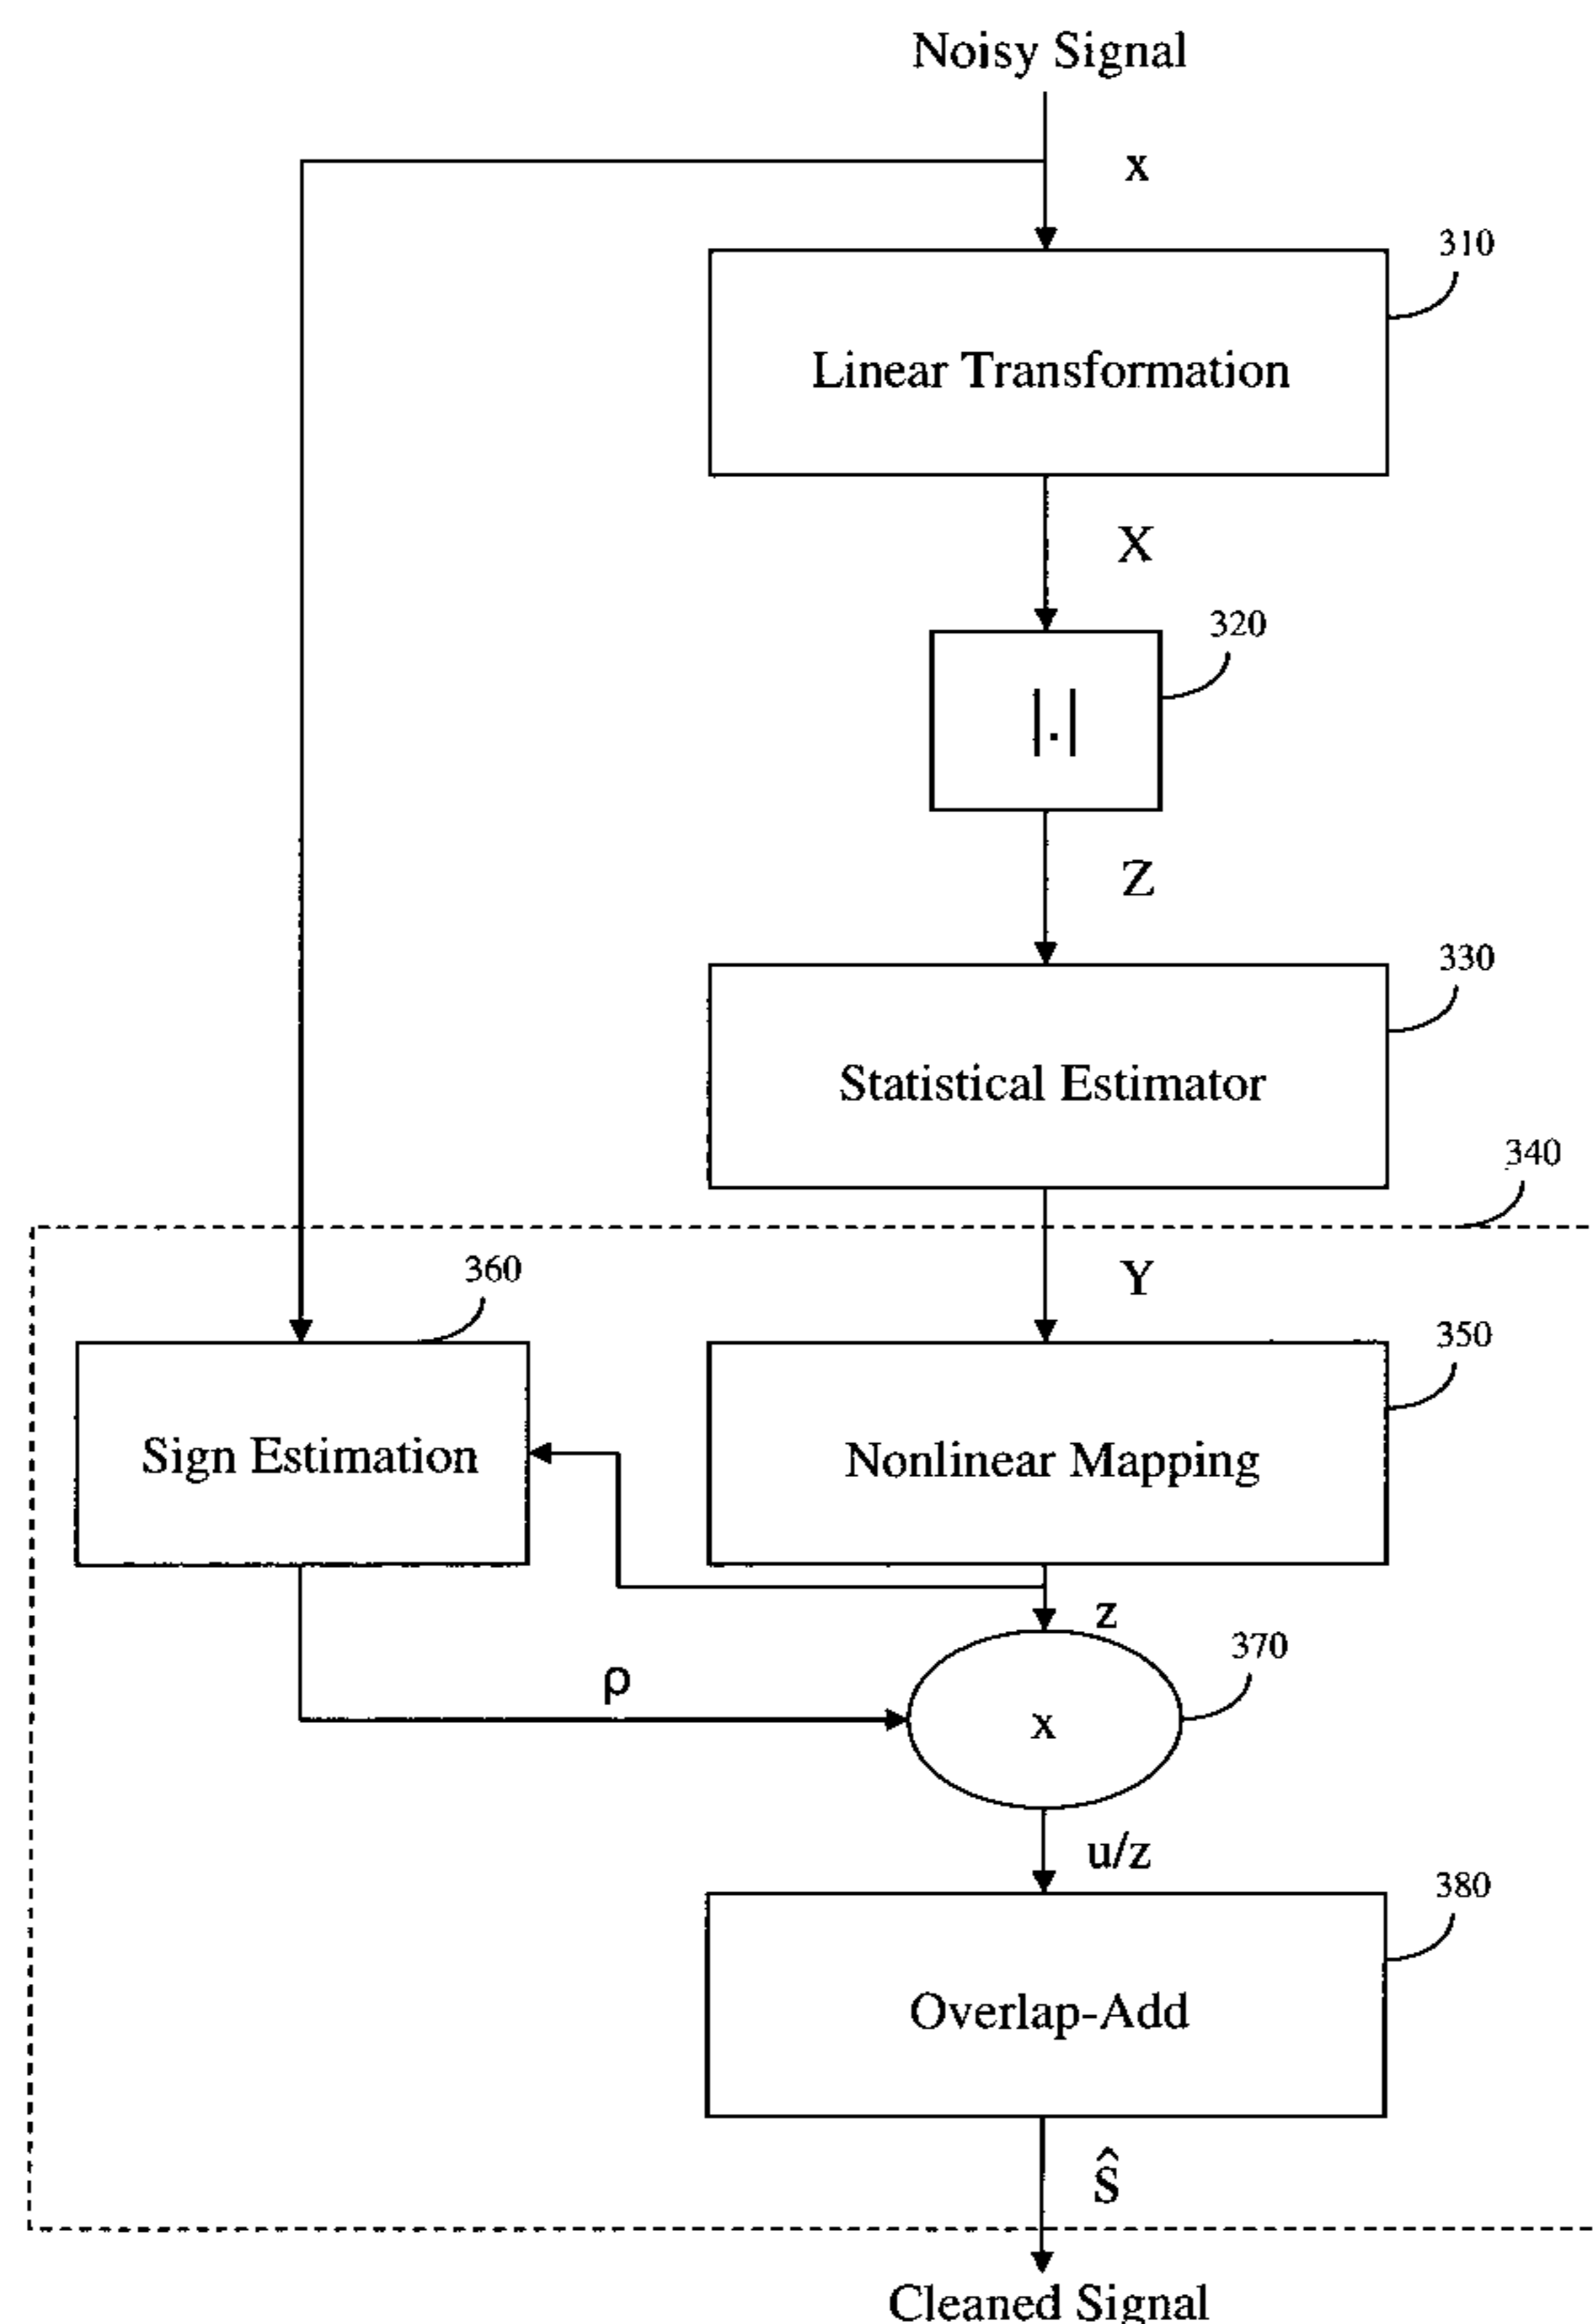 Noisy Signal
x
310
Linear Transformation
X
320
|.|
Z
330
Statistical Estimator
340
Y
360
350
Sign Estimation
Nonlinear Mapping
z
370
ρ
x
u/z
380
Overlap-Add
ŝ
Cleaned Signal